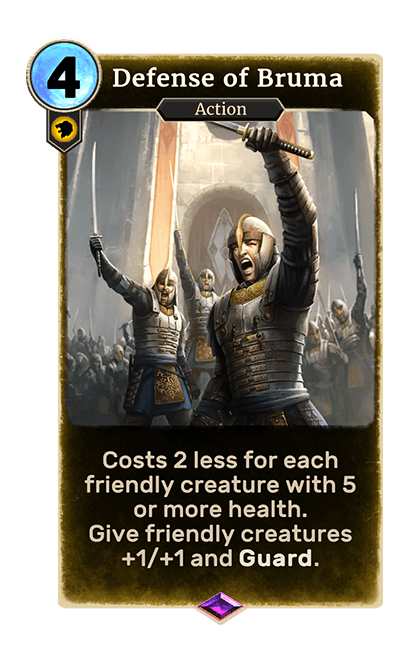 4
Defense of Bruma
Action
Costs 2 less for each
friendly creature with 5
or more health.
Give friendly creatures
+1/+1 and Guard.